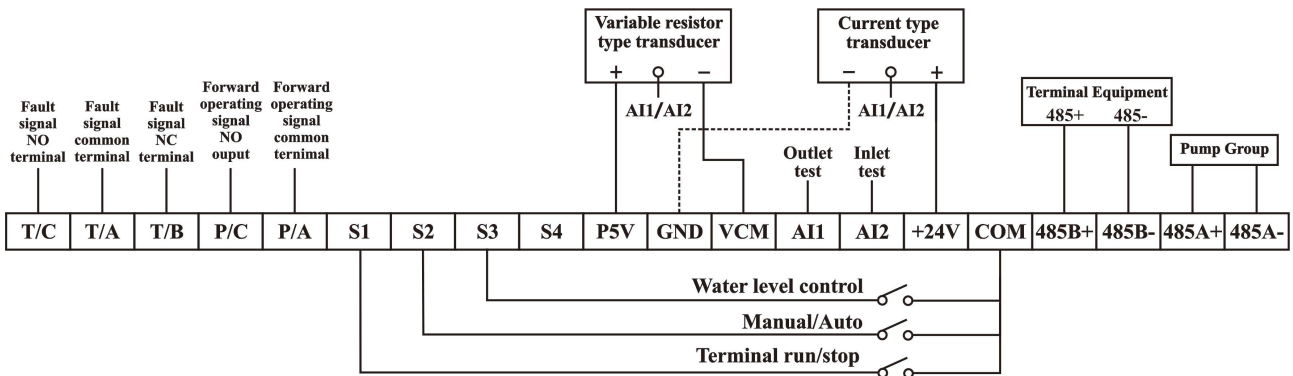 Variable resistor
type transducer
+ −
AI1/AI2
Current type
transducer
− +
AI1/AI2
Fault
signal
NO
terminal
Fault
signal
common
terminal
Fault
signal
NC
terminal
Forward
operating
signal
NO
ouput
Forward
operating
signal
common
ternimal
Outlet
test
Inlet
test
Terminal Equipment
485+ 485-
Pump Group
T/C T/A T/B P/C P/A S1 S2 S3 S4 P5V GND VCM AI1 AI2 +24V COM 485B+ 485B- 485A+ 485A-
Water level control
Manual/Auto
Terminal run/stop